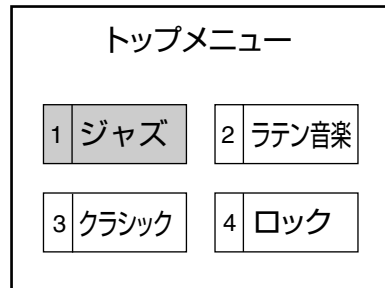 トップメニュー
1 ジャズ
2 ラテン音楽
3 クラシック
4 ロック